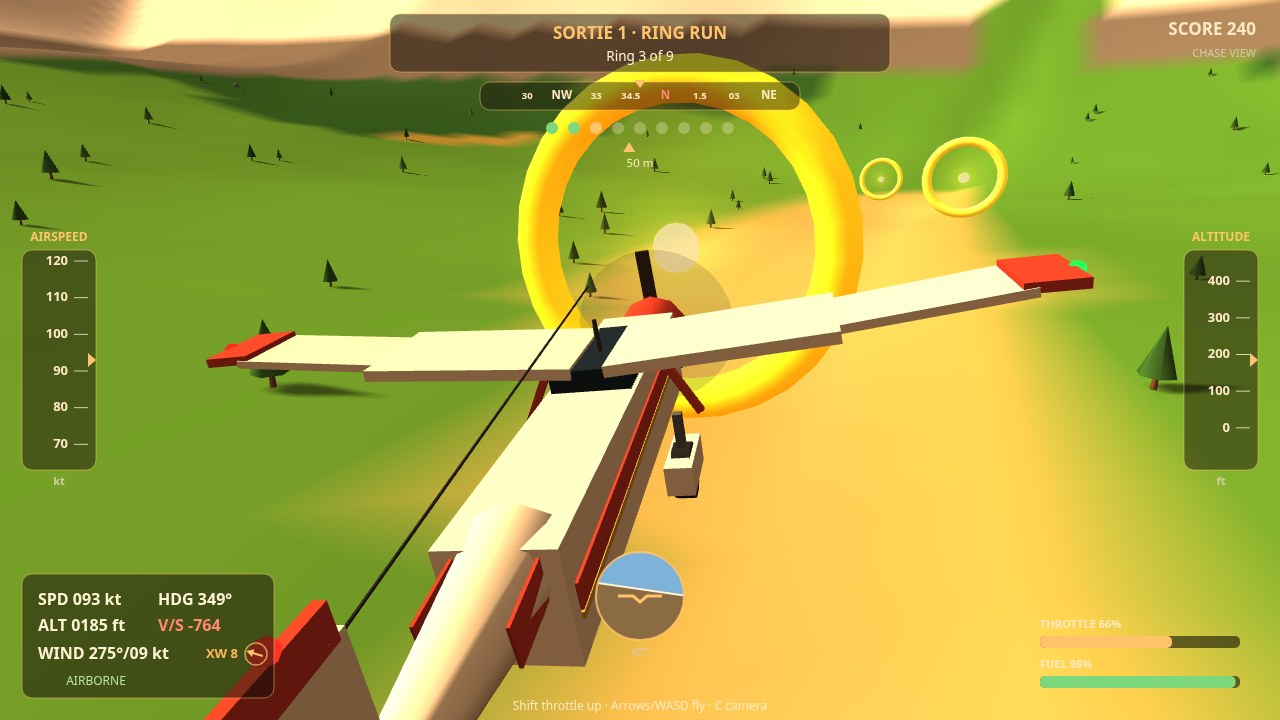 SORTIE 1 · RING RUN
Ring 3 of 9
SCORE 240
CHASE VIEW
30 NW 33 34.5 N 1.5 03 NE
50 m
AIRSPEED
120
110
100
90
80
70
kt
ALTITUDE
400
300
200
100
0
ft
SPD 093 kt HDG 349°
ALT 0185 ft V/S -764
WIND 275°/09 kt XW 8
AIRBORNE
ATT
THROTTLE 66%
FUEL 98%
Shift throttle up · Arrows/WASD fly · C camera